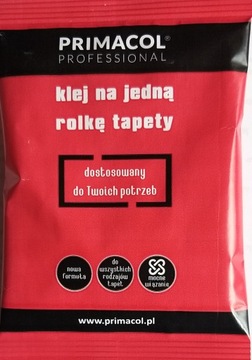 PRIMACOL®
PROFESSIONAL
klej na jedną
rolkę tapety
dostosowany
do Twoich potrzeb
nowa
formuła
do
wszystkich
rodzajów
tapet
mocne
wiązanie
www.primacol.pl